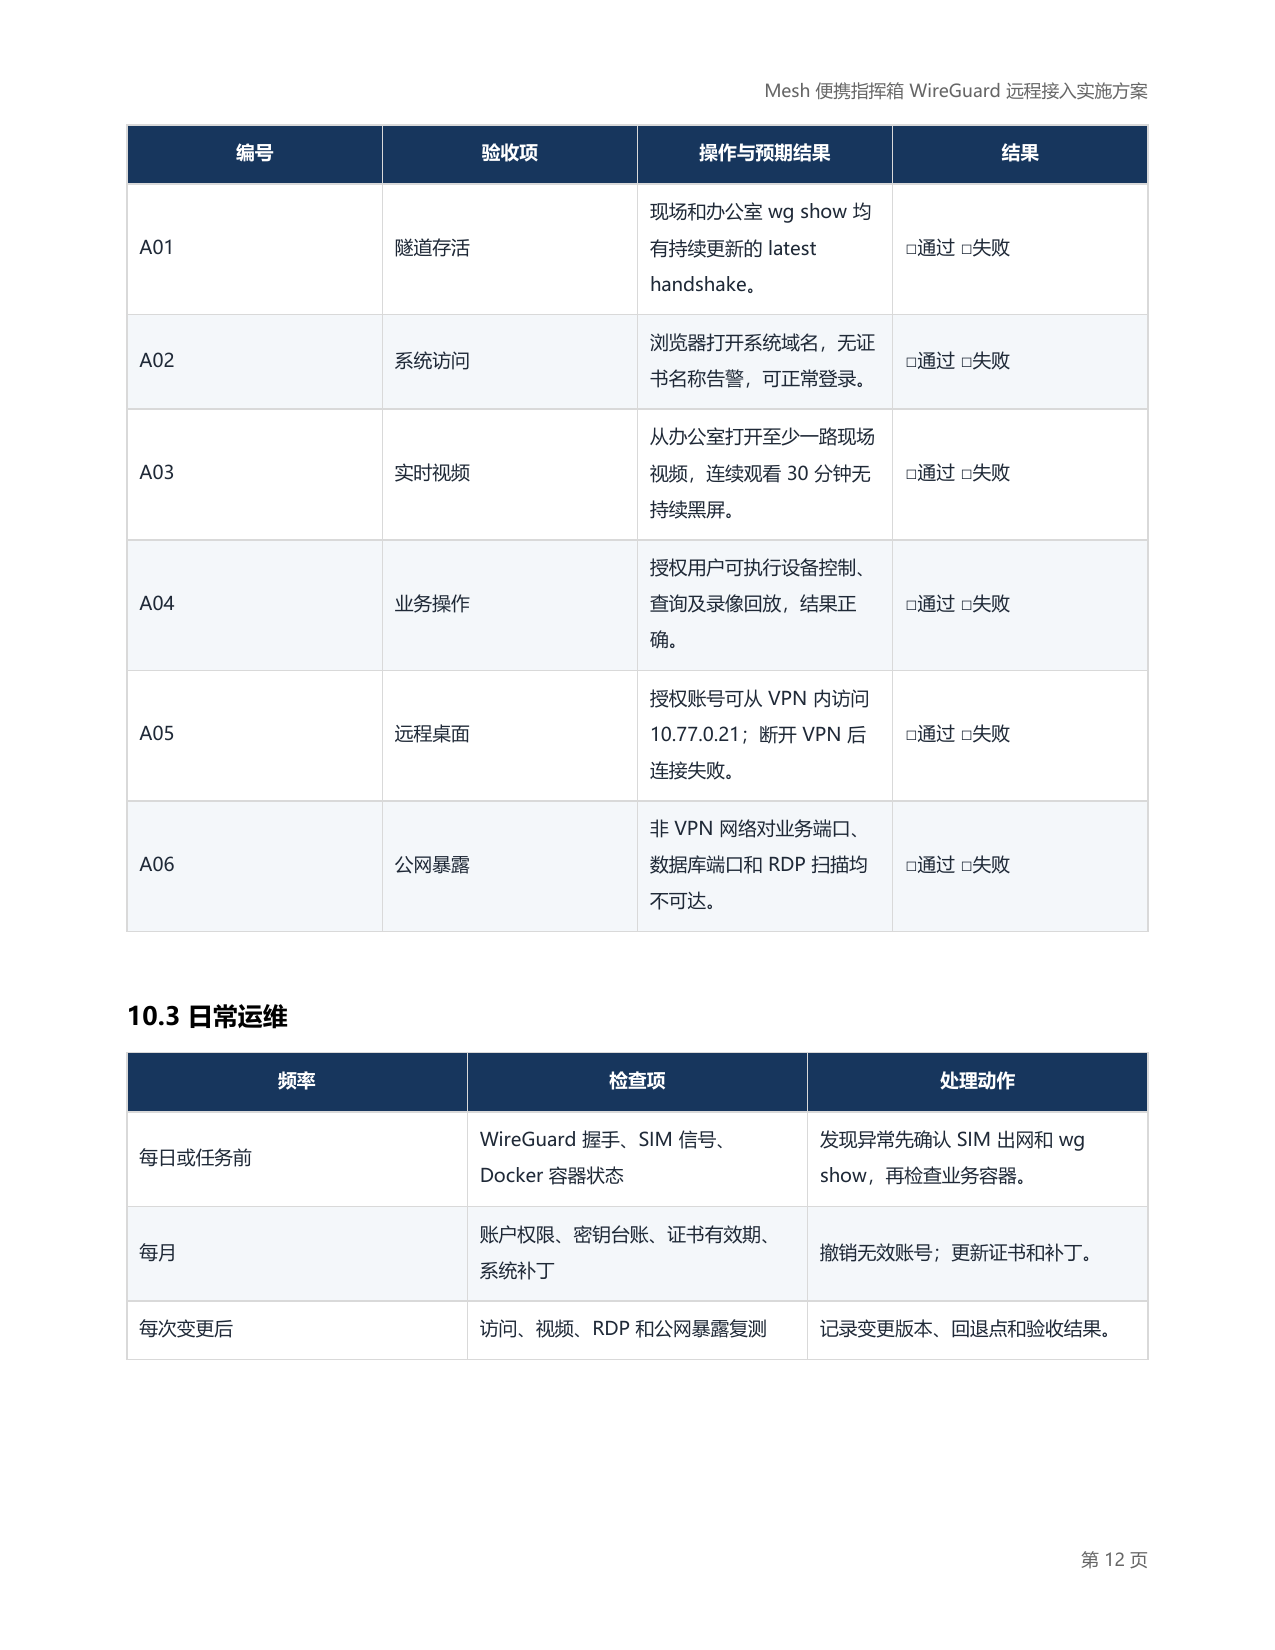 Mesh 便携指挥箱 WireGuard 远程接入实施方案
编号 验收项 操作与预期结果 结果
A01 隧道存活 现场和办公室 wg show 均
有持续更新的 latest
handshake。 □通过 □失败
A02 系统访问 浏览器打开系统域名，无证
书名称告警，可正常登录。 □通过 □失败
A03 实时视频 从办公室打开至少一路现场
视频，连续观看 30 分钟无
持续黑屏。 □通过 □失败
A04 业务操作 授权用户可执行设备控制、
查询及录像回放，结果正
确。 □通过 □失败
A05 远程桌面 授权账号可从 VPN 内访问
10.77.0.21；断开 VPN 后
连接失败。 □通过 □失败
A06 公网暴露 非 VPN 网络对业务端口、
数据库端口和 RDP 扫描均
不可达。 □通过 □失败
10.3 日常运维
频率 检查项 处理动作
每日或任务前 WireGuard 握手、SIM 信号、
Docker 容器状态 发现异常先确认 SIM 出网和 wg
show，再检查业务容器。
每月 账户权限、密钥台账、证书有效期、
系统补丁 撤销无效账号；更新证书和补丁。
每次变更后 访问、视频、RDP 和公网暴露复测 记录变更版本、回退点和验收结果。
第 12 页